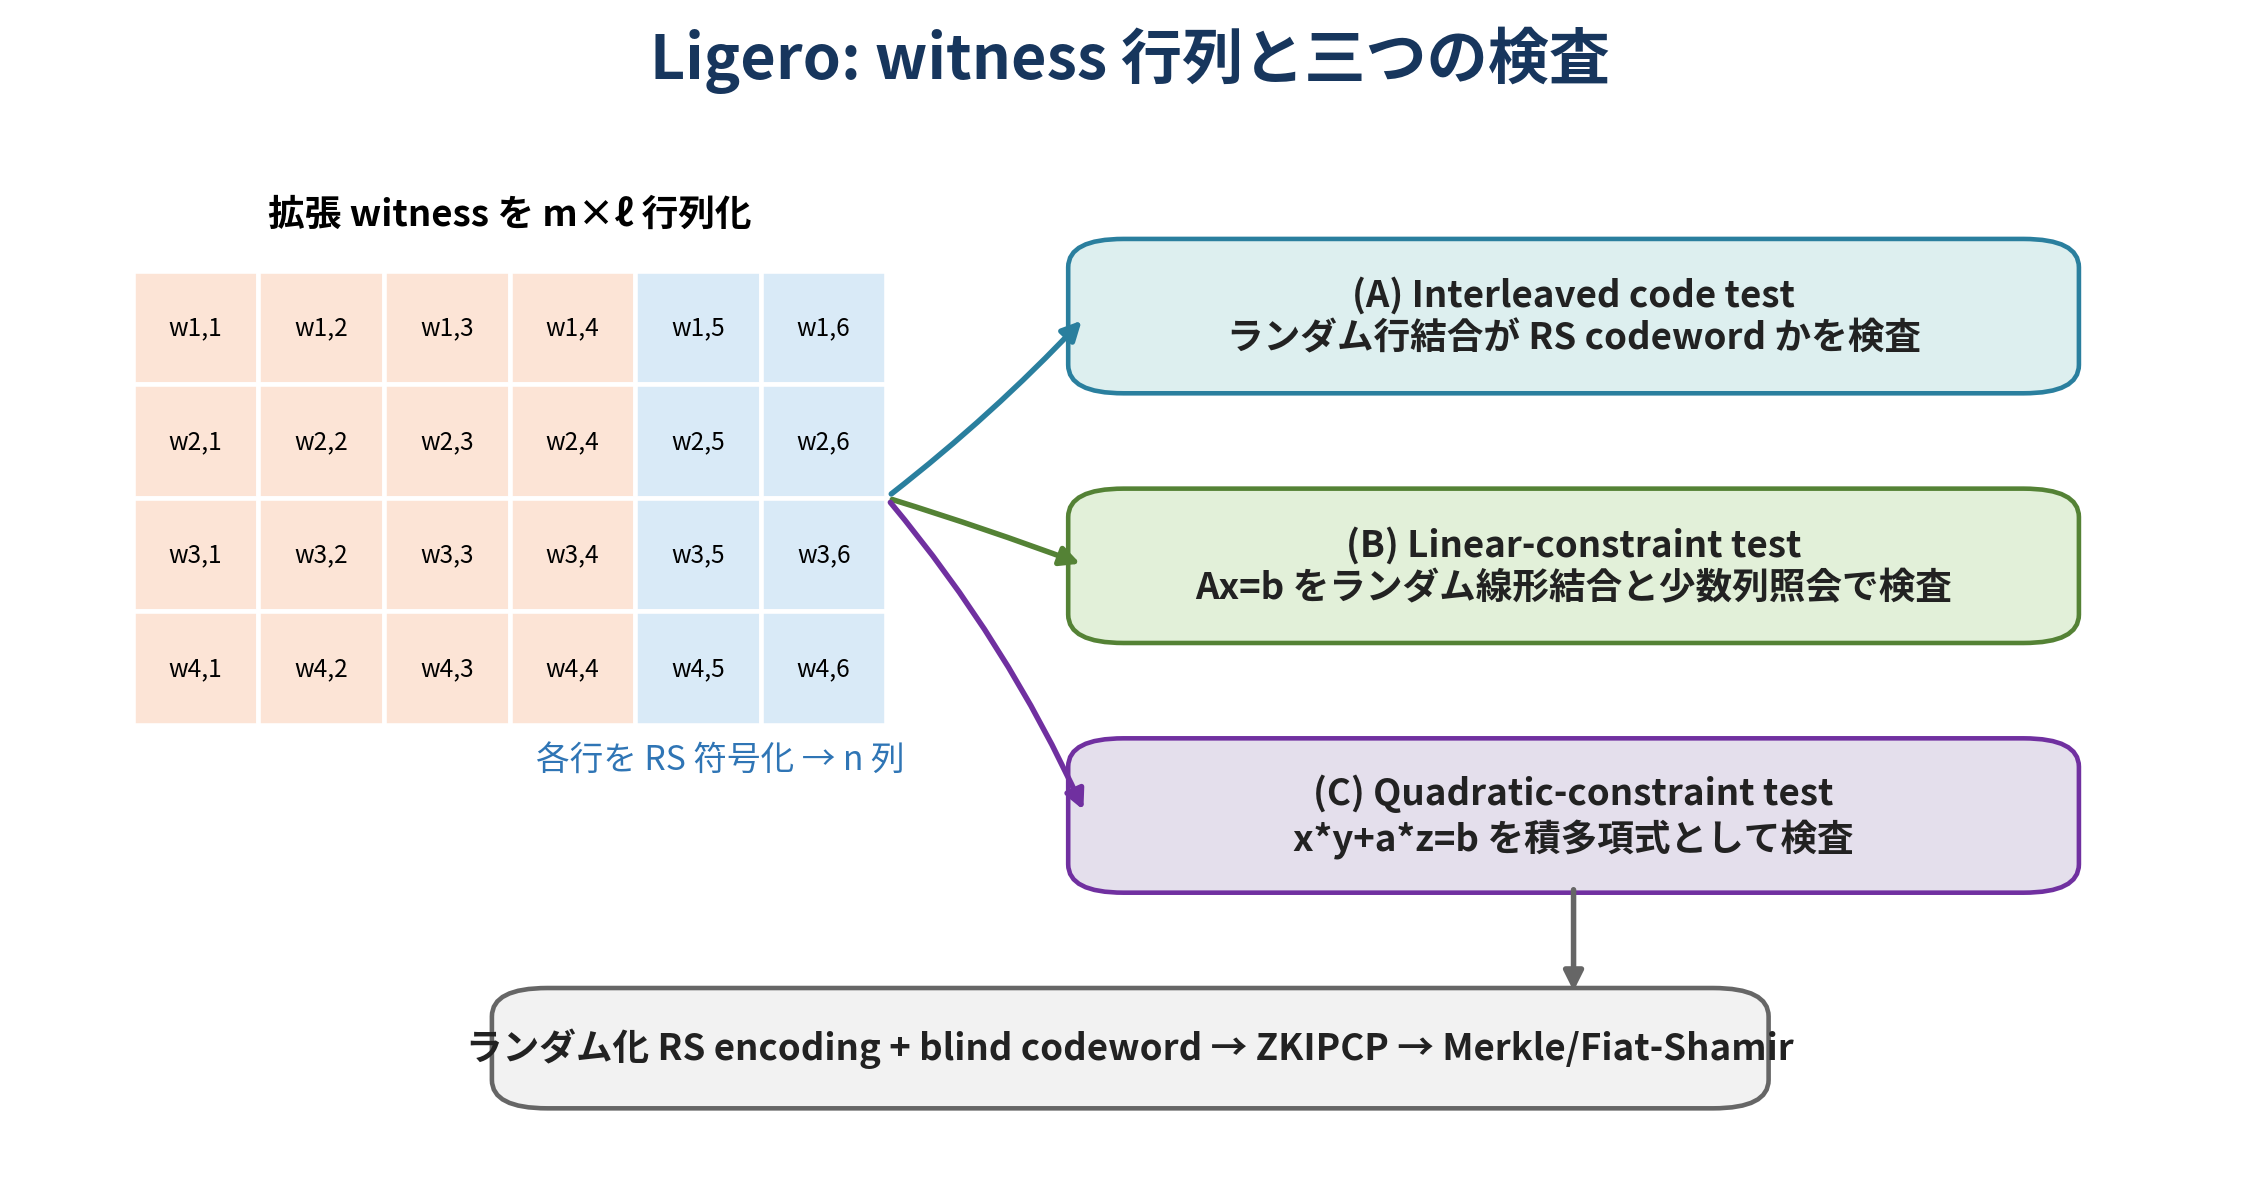 Ligero: witness 行列と三つの検査
拡張 witness を m×ℓ 行列化
w1,1 w1,2 w1,3 w1,4 w1,5 w1,6
w2,1 w2,2 w2,3 w2,4 w2,5 w2,6
w3,1 w3,2 w3,3 w3,4 w3,5 w3,6
w4,1 w4,2 w4,3 w4,4 w4,5 w4,6
各行を RS 符号化 → n 列
(A) Interleaved code test
ランダム行結合が RS codeword かを検査
(B) Linear-constraint test
Ax=b をランダム線形結合と少数列照会で検査
(C) Quadratic-constraint test
x*y+a*z=b を積多項式として検査
ランダム化 RS encoding + blind codeword → ZKIPCP → Merkle/Fiat-Shamir